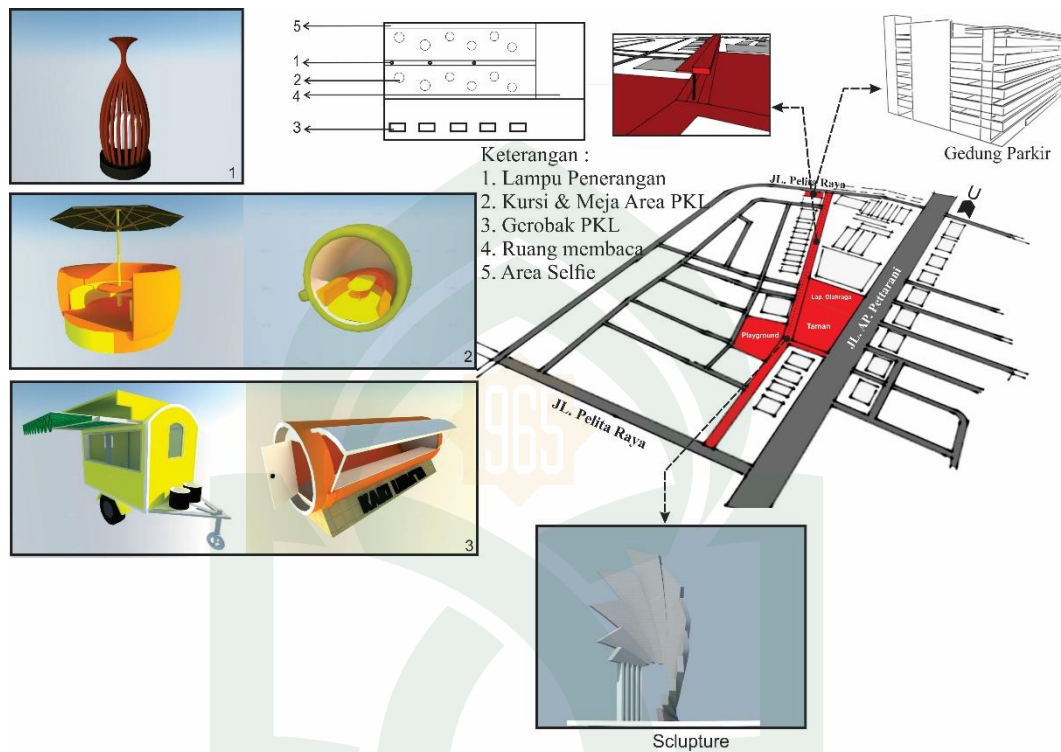 1
5
1
2
4
3
Keterangan :
1. Lampu Penerangan
2. Kursi & Meja Area PKL
3. Gerobak PKL
4. Ruang membaca
5. Area Selfie
Gedung Parkir
JL. Pelita Raya
U
2
Lap. Olahraga
Taman
Playground
JL. AP. Pettarani
JL. Pelita Raya
1965
3
Sclupture